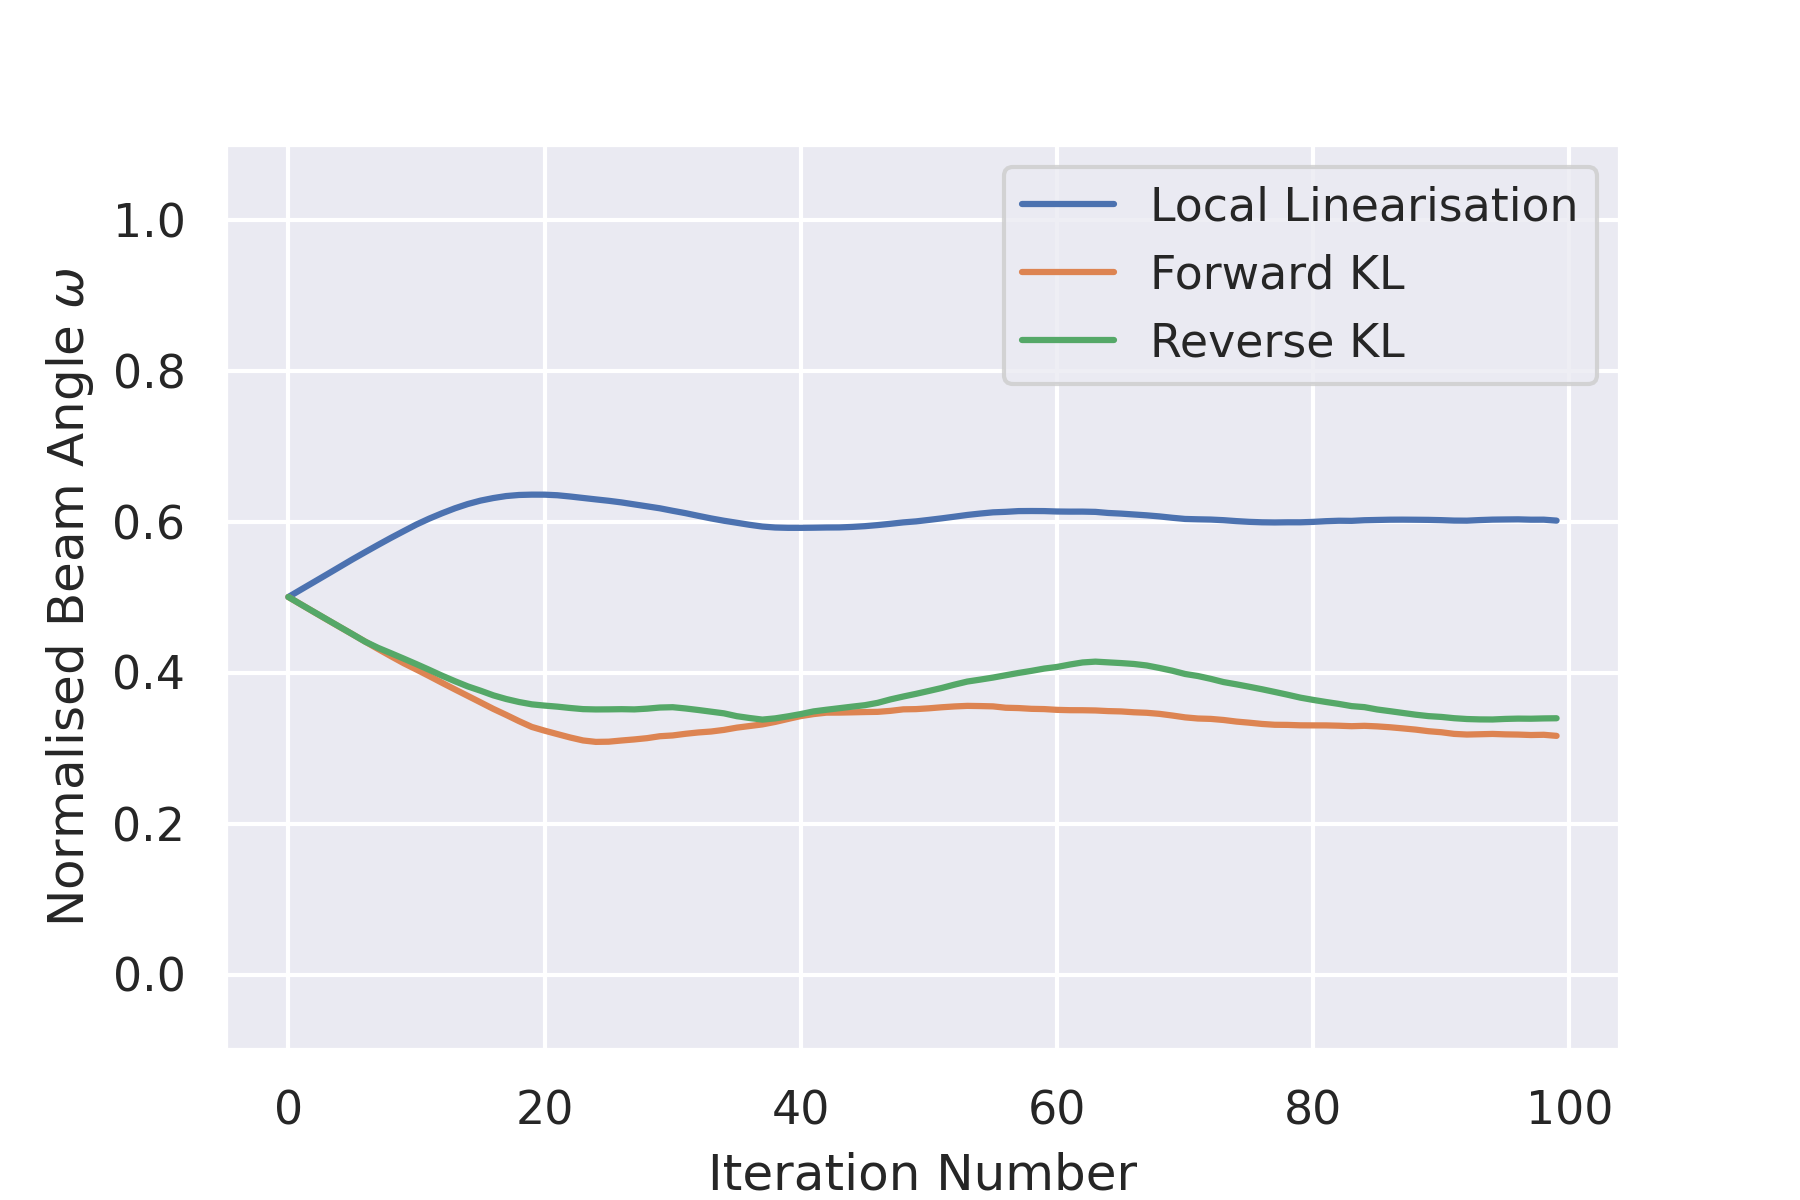 Local Linearisation
Forward KL
Reverse KL
Normalised Beam Angle ω
1.0
0.8
0.6
0.4
0.2
0.0
0 20 40 60 80 100
Iteration Number